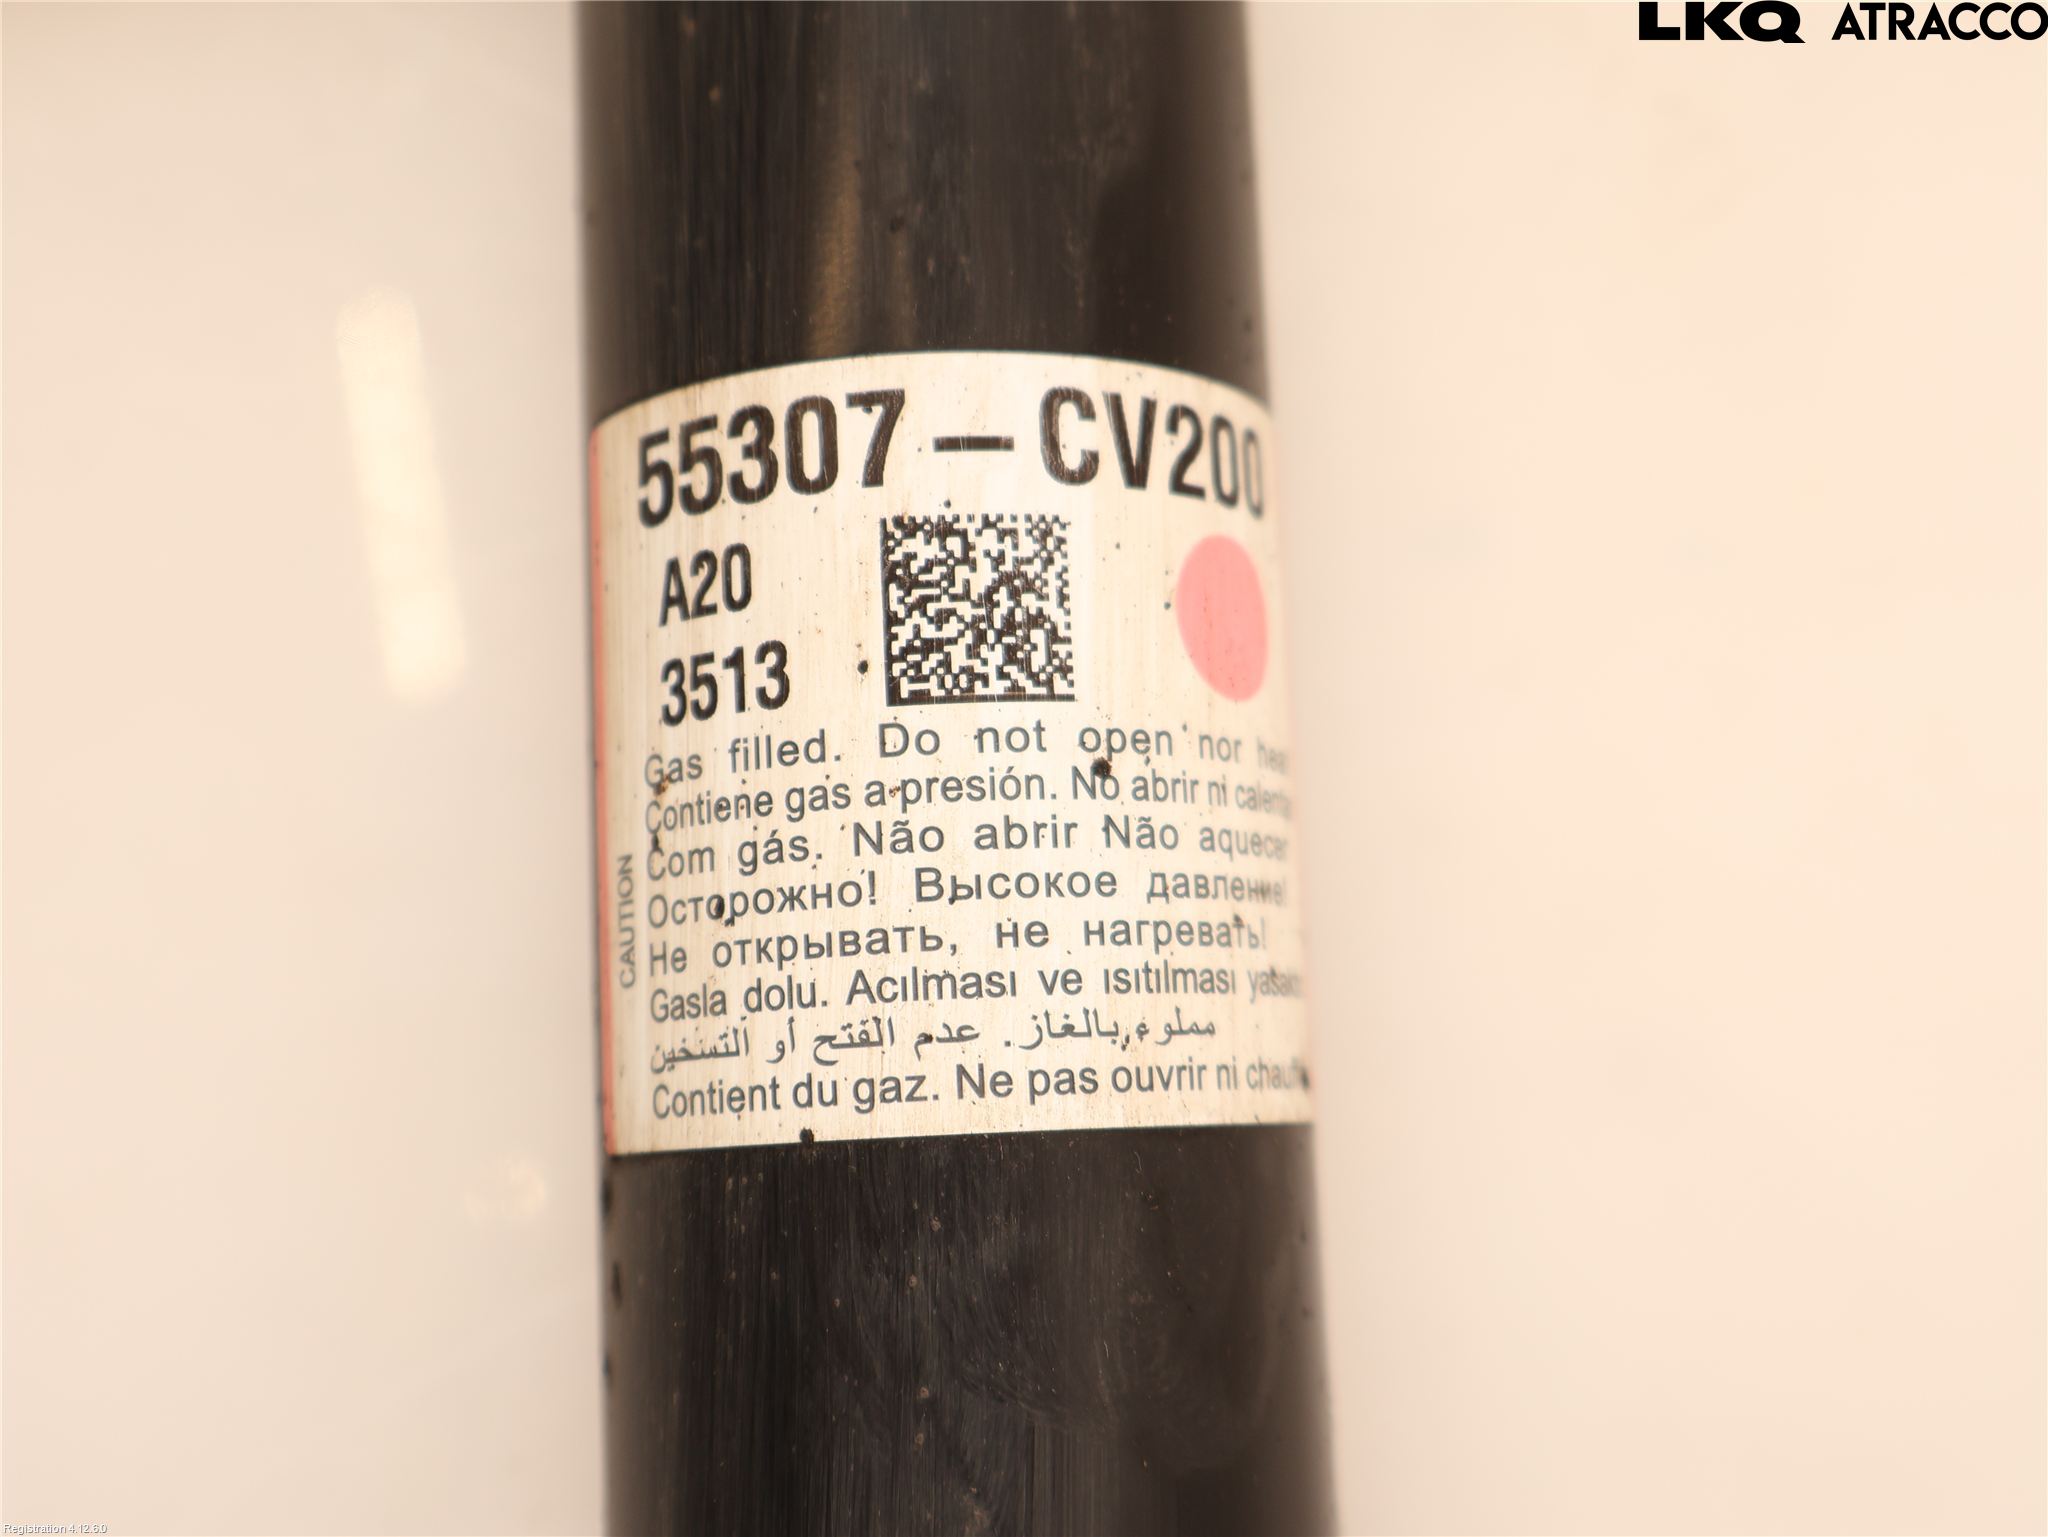 LKQ ATRACCO
55307-CV200
A20
3513
Gas filled. Do not open nor
Contiene gas a presión. No abrir ni
Com gás. Não abrir Não aquecer
Осторожно! Высокое давление!
Не открывать, не нагревать!
Gasla dolu. Acılması ve ısıtılması
مملوء بالغاز. عدم الفتح أو التسخين
Contient du gaz. Ne pas ouvrir ni
CAUTION
Registration 4.12.6.0